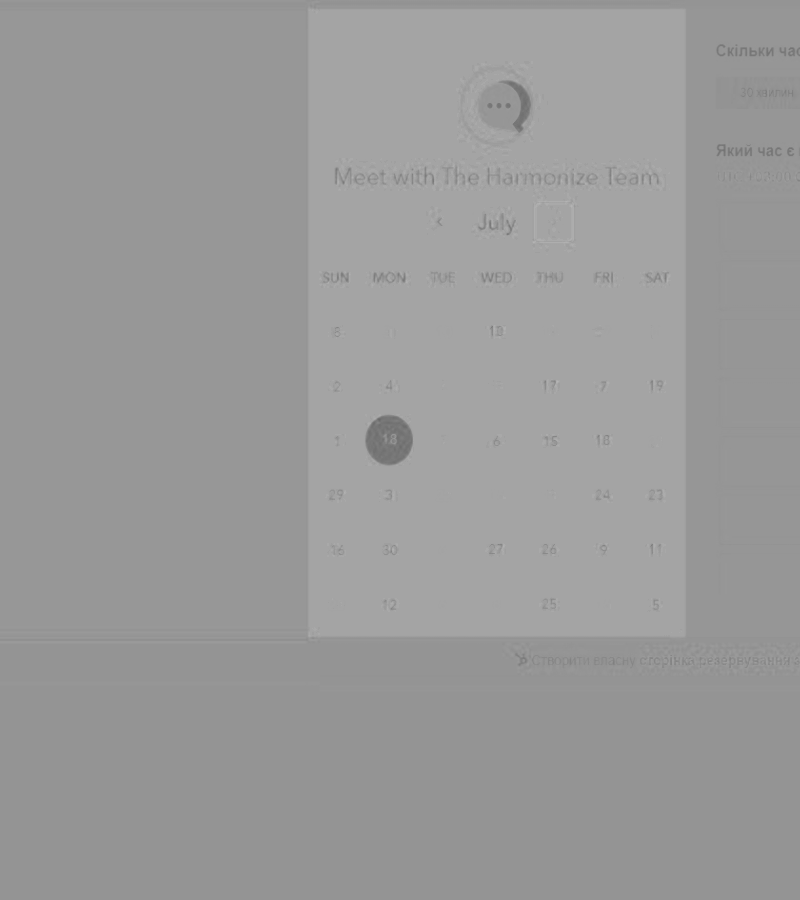 Meet with The Harmonize Team
‹ July
SUN MON TUE WED THU FRI SAT
8 13
2 4 17 7 19
1 18 6 15 18
29 3 24 23
16 30 27 26 9 11
12 25 5
Скільки час
30 хвилин
Який час є
Створити власну сторінку резервування